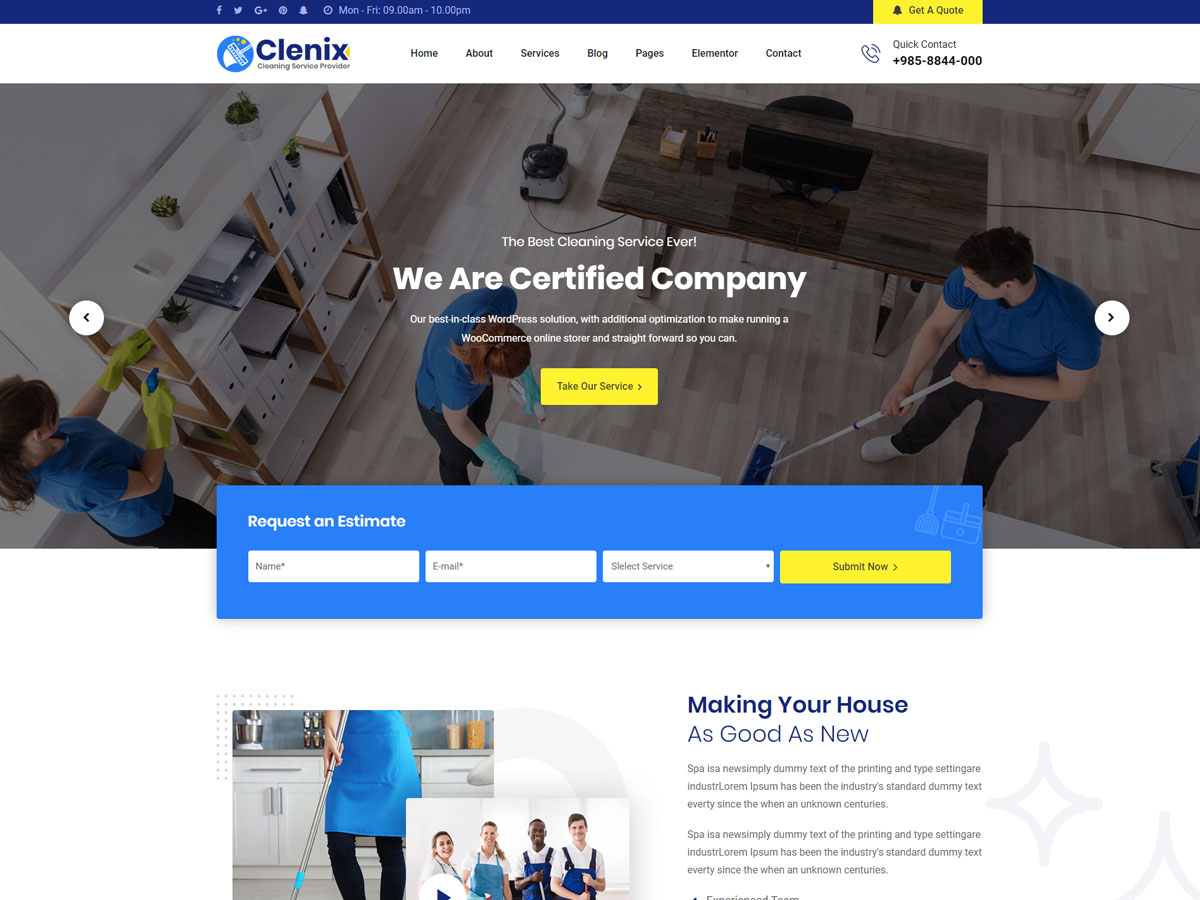 Mon - Fri: 09.00am - 10.00pm
Get A Quote
Clenix
Cleaning Service Provider
Home About Services Blog Pages Elementor Contact
Quick Contact
+985-8844-000
The Best Cleaning Service Ever!
We Are Certified Company
Our best-in-class WordPress solution, with additional optimization to make running a
WooCommerce online storer and straight forward so you can.
Take Our Service
Request an Estimate
Name*
E-mail*
Slelect Service
Submit Now
Making Your House
As Good As New
Spa isa newsimply dummy text of the printing and type settingare
industrLorem Ipsum has been the industry's standard dummy text
everty since the when an unknown centuries.
Spa isa newsimply dummy text of the printing and type settingare
industrLorem Ipsum has been the industry's standard dummy text
everty since the when an unknown centuries.
Experienced Team